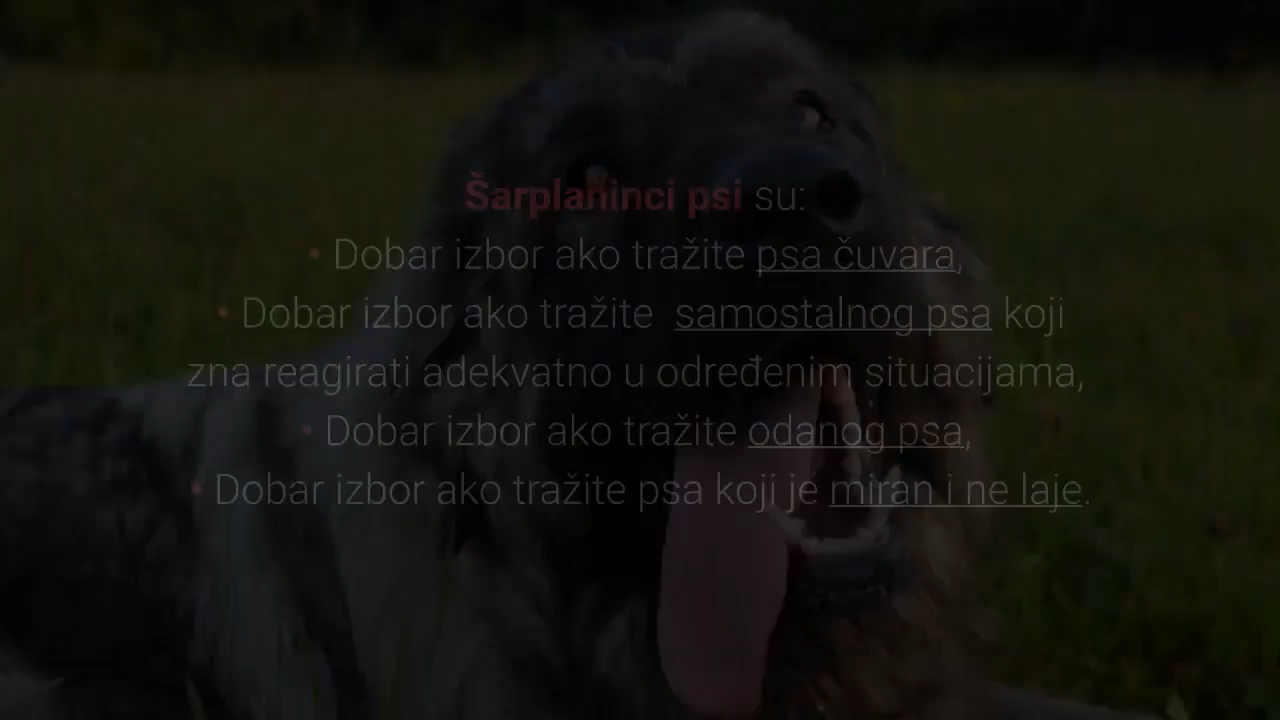 Šarplaninci psi su:
Dobar izbor ako tražite psa čuvara,
Dobar izbor ako tražite samostalnog psa koji
zna reagirati adekvatno u određenim situacijama,
Dobar izbor ako tražite odanog psa,
Dobar izbor ako tražite psa koji je miran i ne laje.